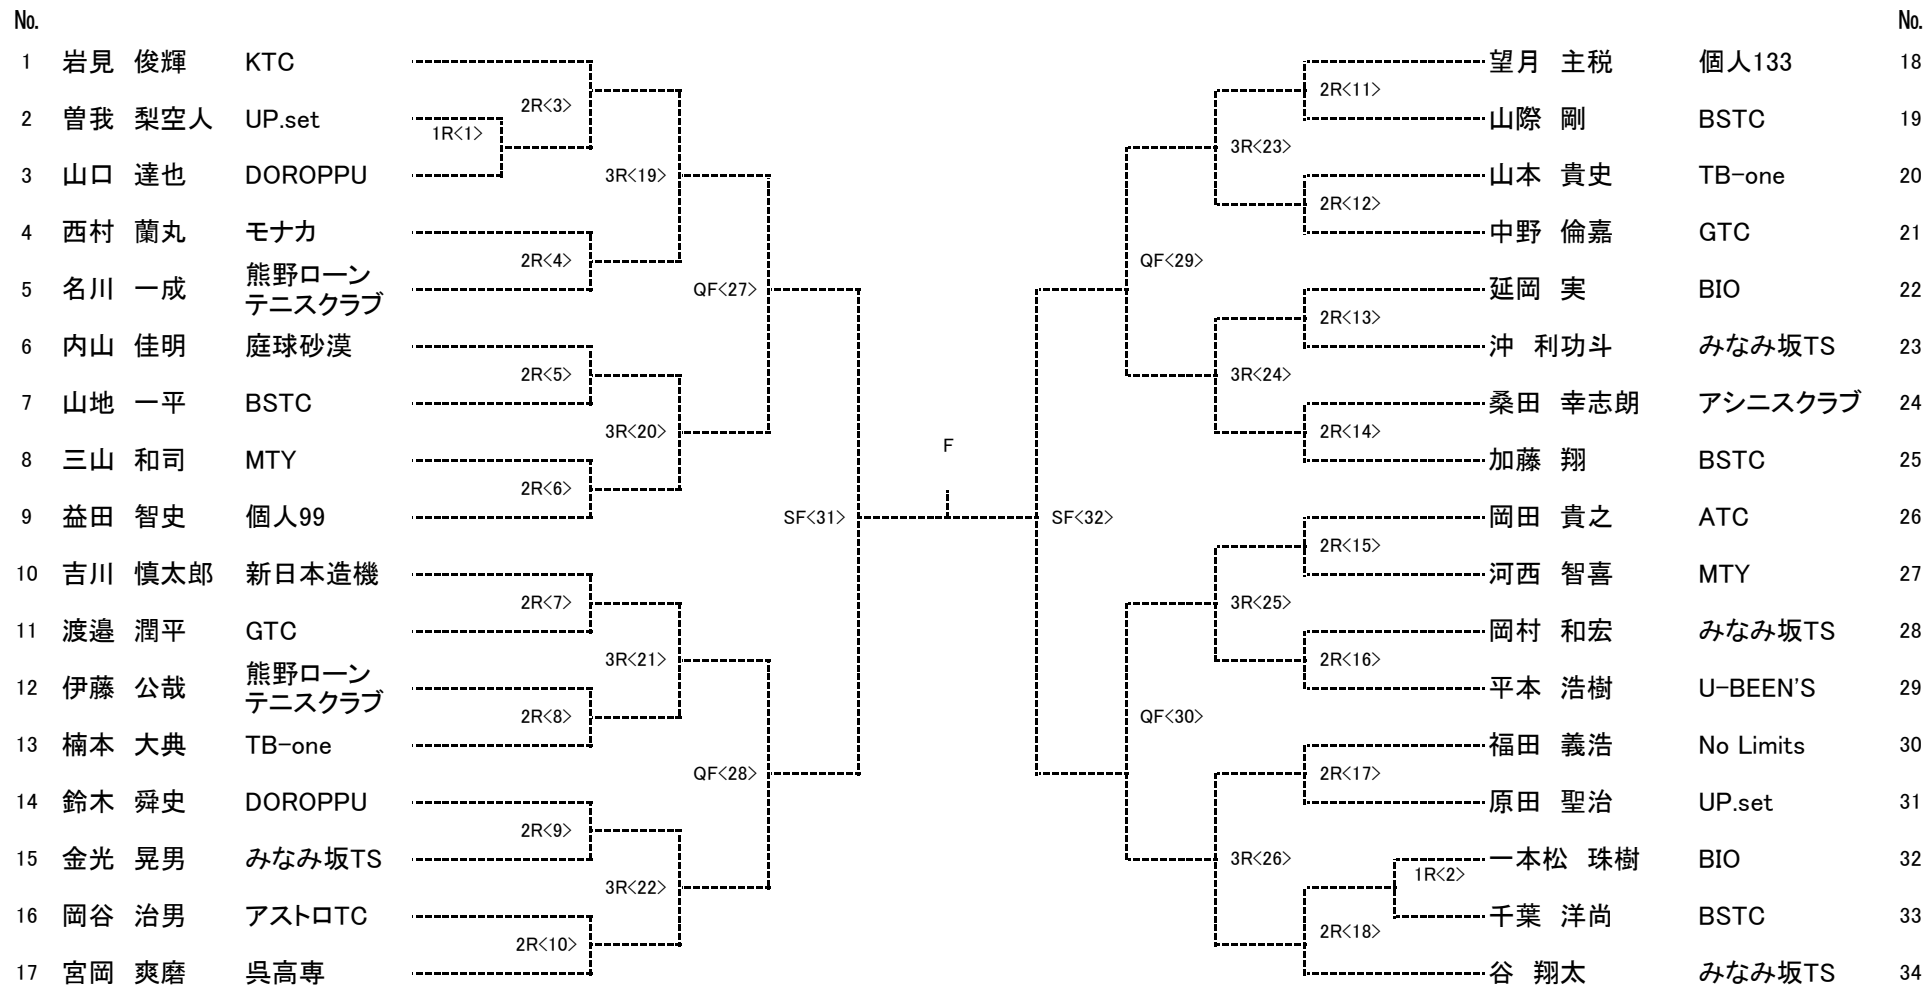 No.
1 岩見 俊輝 KTC
2 曽我 梨空人 UP.set
3 山口 達也 DOROPPU
4 西村 蘭丸 モナカ
5 名川 一成 熊野ローン
テニスクラブ
6 内山 佳明 庭球砂漠
7 山地 一平 BSTC
8 三山 和司 MTY
9 益田 智史 個人99
10 吉川 慎太郎 新日本造機
11 渡邉 潤平 GTC
12 伊藤 公哉 熊野ローン
テニスクラブ
13 楠本 大典 TB-one
14 鈴木 舜史 DOROPPU
15 金光 晃男 みなみ坂TS
16 岡谷 治男 アストロTC
17 宮岡 爽磨 呉高専
1R<1>
2R<3>
2R<4>
2R<5>
2R<6>
2R<7>
2R<8>
2R<9>
2R<10>
3R<19>
3R<20>
3R<21>
3R<22>
QF<27>
QF<28>
SF<31>
F
SF<32>
QF<29>
QF<30>
3R<23>
3R<24>
3R<25>
3R<26>
2R<11>
2R<12>
2R<13>
2R<14>
2R<15>
2R<16>
2R<17>
2R<18>
1R<2>
No.
望月 主税 個人133 18
山際 剛 BSTC 19
山本 貴史 TB-one 20
中野 倫嘉 GTC 21
延岡 実 BIO 22
沖 利功斗 みなみ坂TS 23
桑田 幸志朗 アシニスクラブ 24
加藤 翔 BSTC 25
岡田 貴之 ATC 26
河西 智喜 MTY 27
岡村 和宏 みなみ坂TS 28
平本 浩樹 U-BEEN'S 29
福田 義浩 No Limits 30
原田 聖治 UP.set 31
一本松 珠樹 BIO 32
千葉 洋尚 BSTC 33
谷 翔太 みなみ坂TS 34